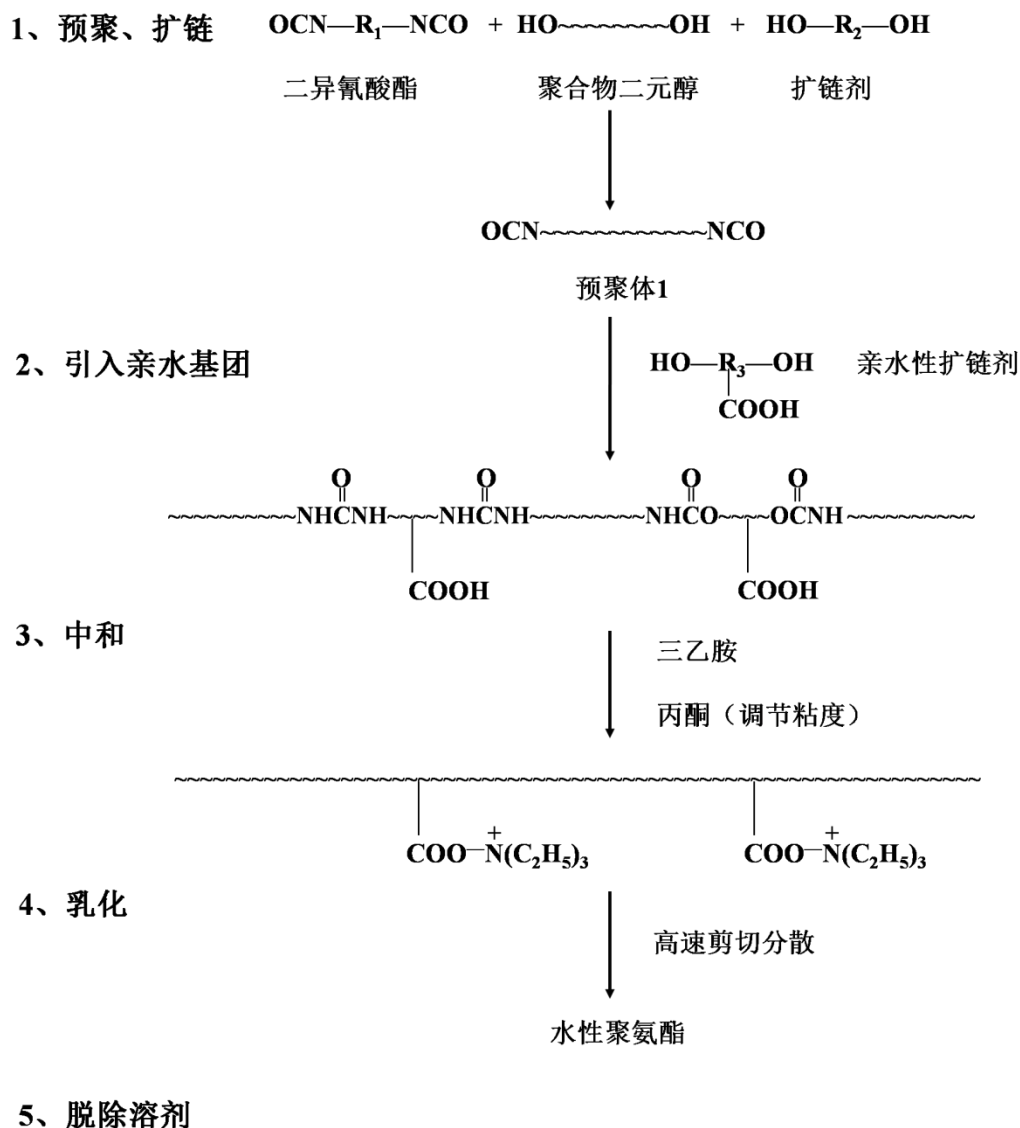 1、预聚、扩链 OCN—R₁—NCO + HO~~~~~~~~~~OH + HO—R₂—OH
二异氰酸酯 聚合物二元醇 扩链剂
OCN~~~~~~~~~~~~~NCO
预聚体1
2、引入亲水基团 HO—R₃—OH 亲水性扩链剂
COOH
O O O O
~~~~~~~~~~NHCNH~~~~NHCNH~~~~~~~~~NHCO~~~~OCNH~~~~~~~~~~
COOH COOH
3、中和 三乙胺
丙酮（调节粘度）
~~~~~~~~~~~~~~~~~~~~~~~~~~~~~~~~~~~~~~~~
+ +
COO—N(C₂H₅)₃ COO—N(C₂H₅)₃
4、乳化
高速剪切分散
水性聚氨酯
5、脱除溶剂